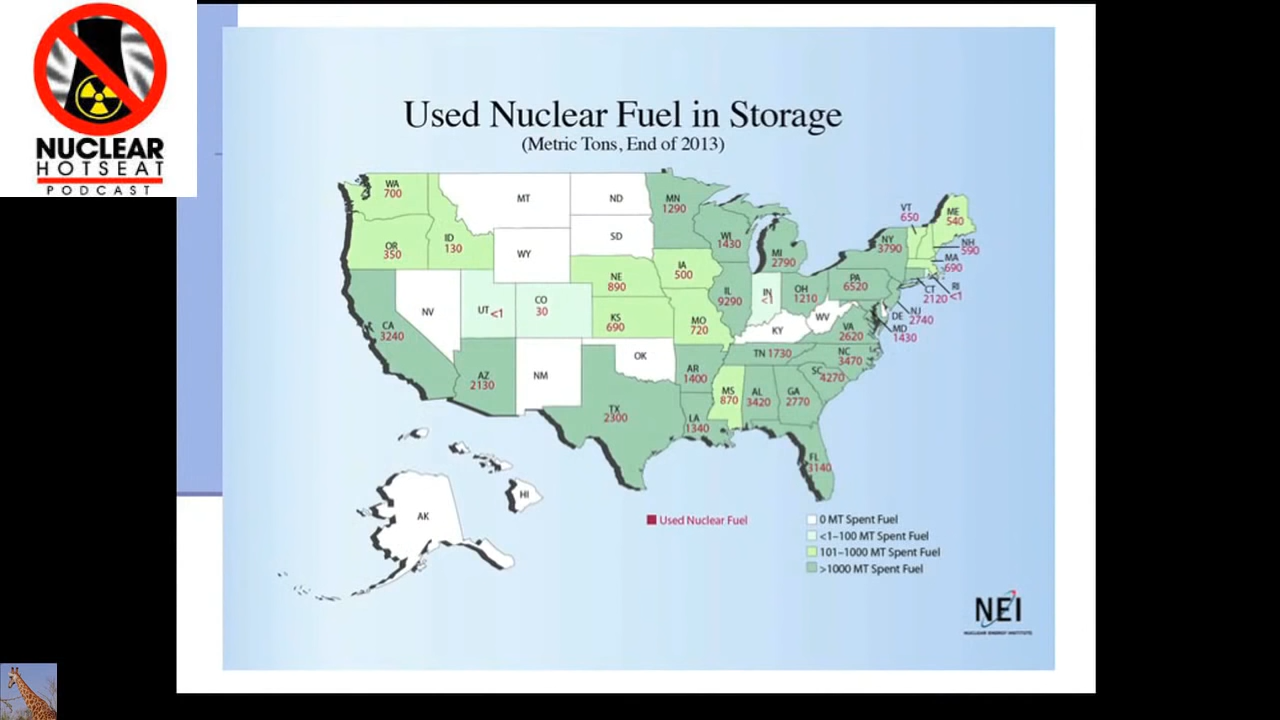 NUCLEAR
HOTSEAT
PODCAST
Used Nuclear Fuel in Storage
(Metric Tons, End of 2013)
WA
700
MT
ND
MN
1290
VT
650
ME
540
OR
350
ID
130
SD
WI
1430
MI
2790
NY
3790
NH
590
MA
690
WY
IA
500
NE
890
PA
6520
RI
<1
CT
2120
NV
UT <1
CO
30
IL
9290
IN
<1
OH
1210
NJ
2740
DE
MD
1430
CA
3240
KS
690
MO
720
WV
KY
VA
2620
AZ
2130
NM
OK
AR
1400
TN 1730
NC
3470
SC
4270
TX
2300
MS
870
AL
3420
GA
2770
LA
1340
FL
3140
HI
AK
Used Nuclear Fuel
0 MT Spent Fuel
<1–100 MT Spent Fuel
101–1000 MT Spent Fuel
>1000 MT Spent Fuel
NEI
NUCLEAR ENERGY INSTITUTE